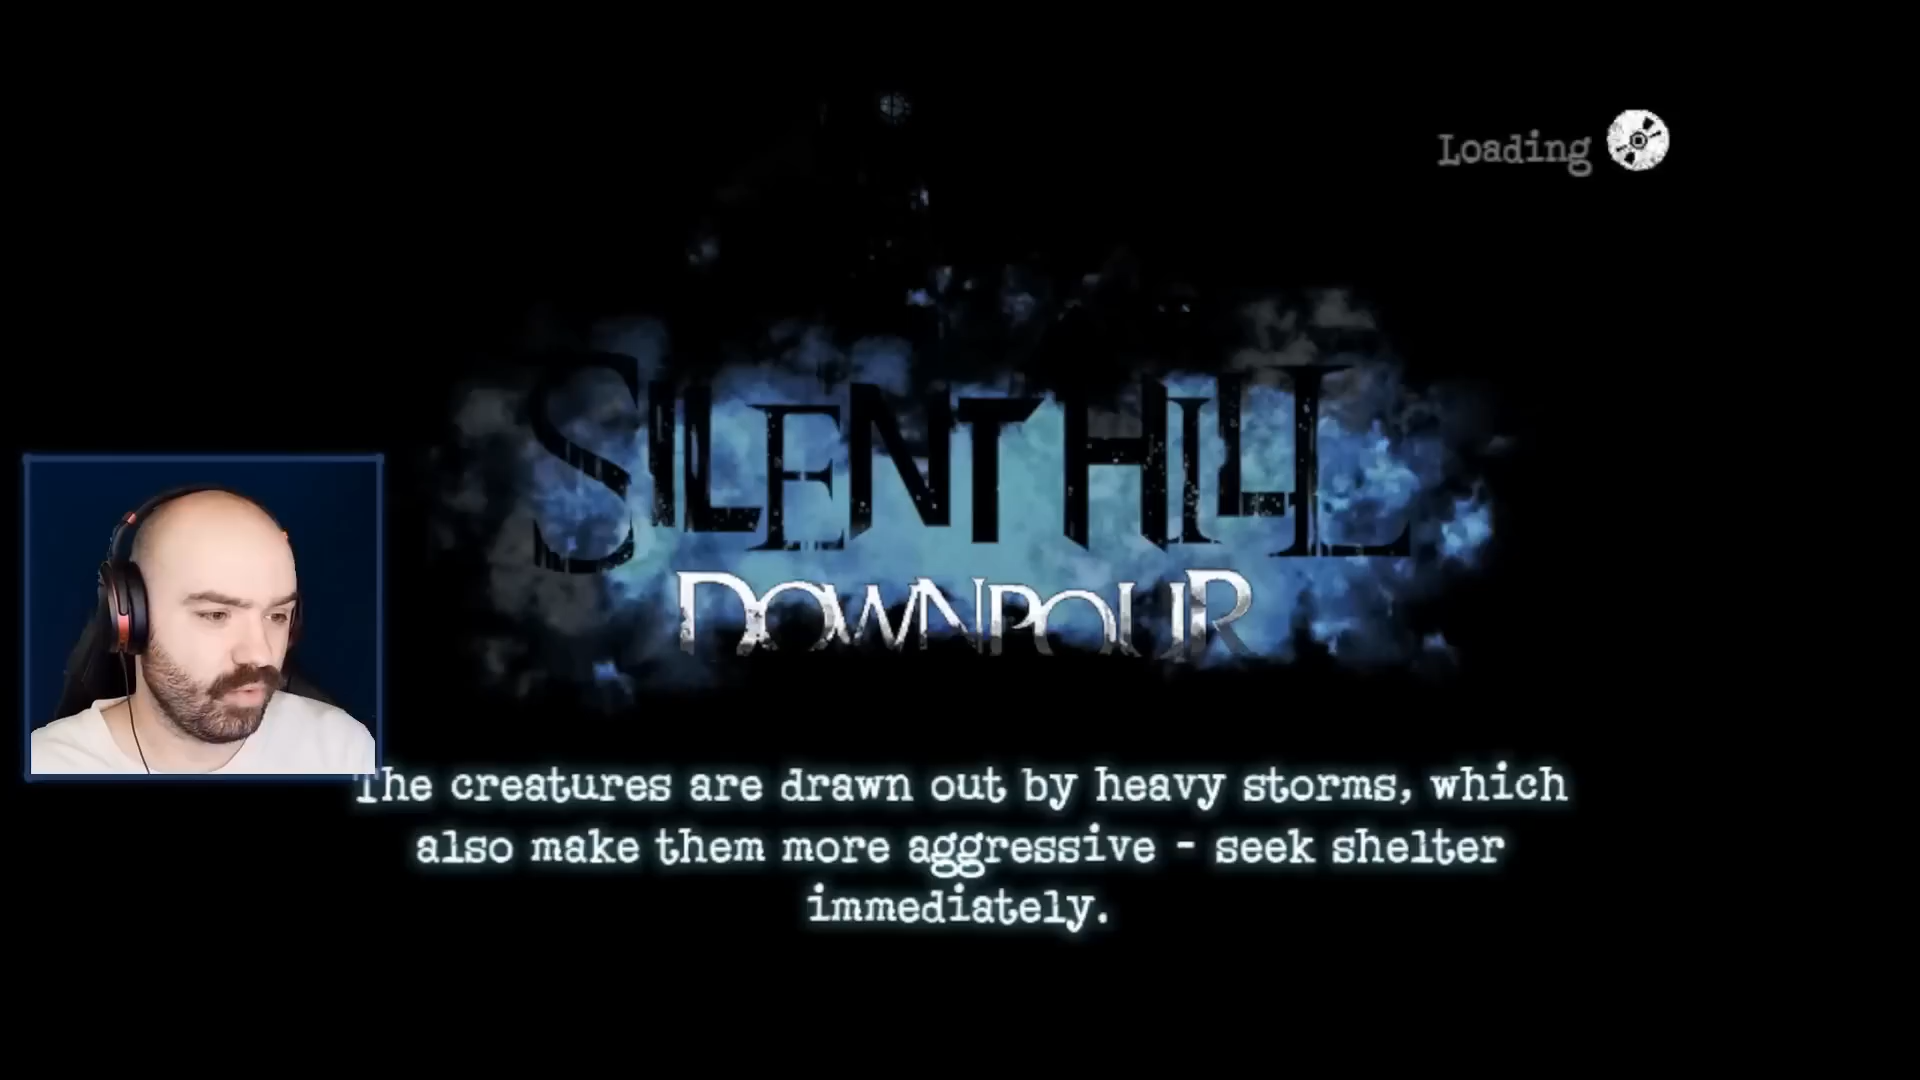 Loading
SILENT HILL
DOWNPOUR
The creatures are drawn out by heavy storms, which
also make them more aggressive - seek shelter
immediately.